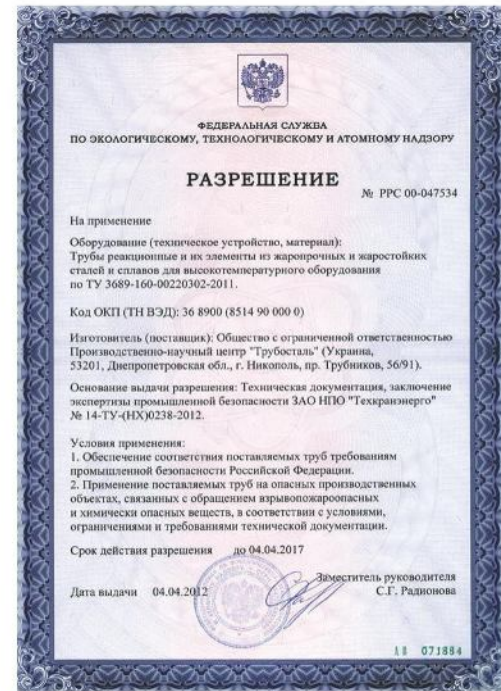 ФЕДЕРАЛЬНАЯ СЛУЖБА
ПО ЭКОЛОГИЧЕСКОМУ, ТЕХНОЛОГИЧЕСКОМУ И АТОМНОМУ НАДЗОРУ
РАЗРЕШЕНИЕ
№ РРС 00-047534
На применение
Оборудование (техническое устройство, материал):
Трубы реакционные и их элементы из жаропрочных и жаростойких
сталей и сплавов для высокотемпературного оборудования
по ТУ 3689-160-00220302-2011.
Код ОКП (ТН ВЭД): 36 8900 (8514 90 000 0)
Изготовитель (поставщик): Общество с ограниченной ответственностью
Производственно-научный центр "Трубосталь" (Украина,
53201, Днепропетровская обл., г. Никополь, пр. Трубников, 56/91).
Основание выдачи разрешения: Техническая документация, заключение
экспертизы промышленной безопасности ЗАО НПО "Техкранэнерго"
№ 14-ТУ-(НХ)0238-2012.
Условия применения:
1. Обеспечение соответствия поставляемых труб требованиям
промышленной безопасности Российской Федерации.
2. Применение поставляемых труб на опасных производственных
объектах, связанных с обращением взрывопожароопасных
и химически опасных веществ, в соответствии с условиями,
ограничениями и требованиями технической документации.
Срок действия разрешения до 04.04.2017
Заместитель руководителя
Дата выдачи 04.04.2012 С.Г. Радионова
АВ 071884